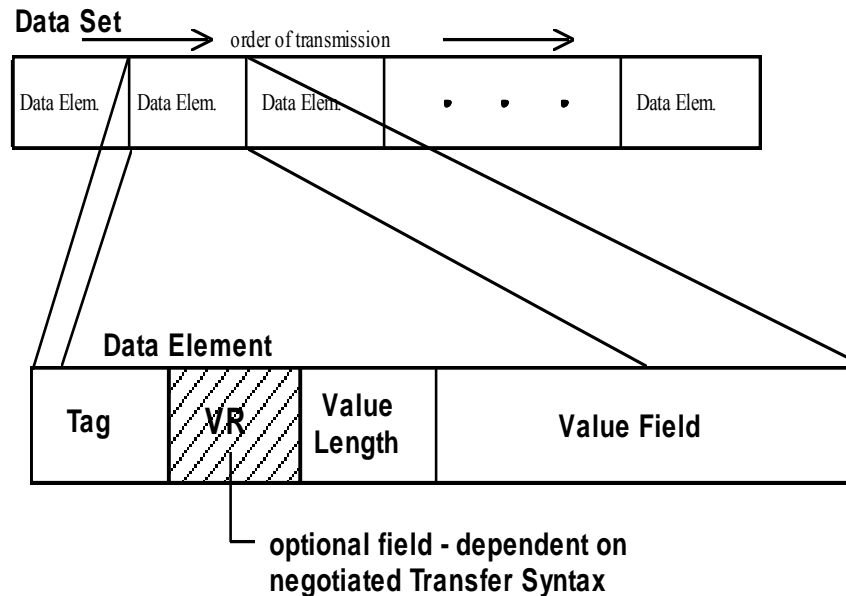 Data Set
order of transmission
Data Elem.
Data Elem.
Data Elem.
Data Elem.
Data Element
Tag
VR
Value
Length
Value Field
optional field - dependent on
negotiated Transfer Syntax